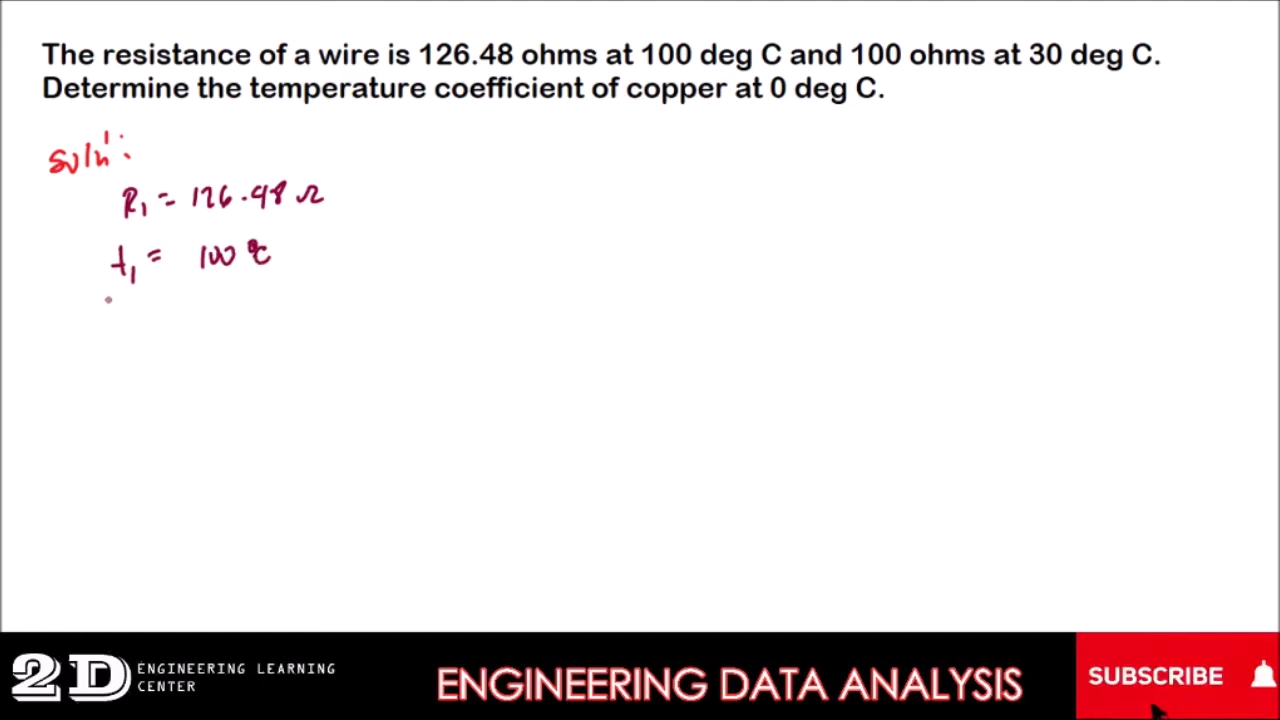 The resistance of a wire is 126.48 ohms at 100 deg C and 100 ohms at 30 deg C.
Determine the temperature coefficient of copper at 0 deg C.
Sol'n:
R₁ = 126.48 Ω
t₁ = 100 °C
2D ENGINEERING LEARNING
CENTER
ENGINEERING DATA ANALYSIS
SUBSCRIBE